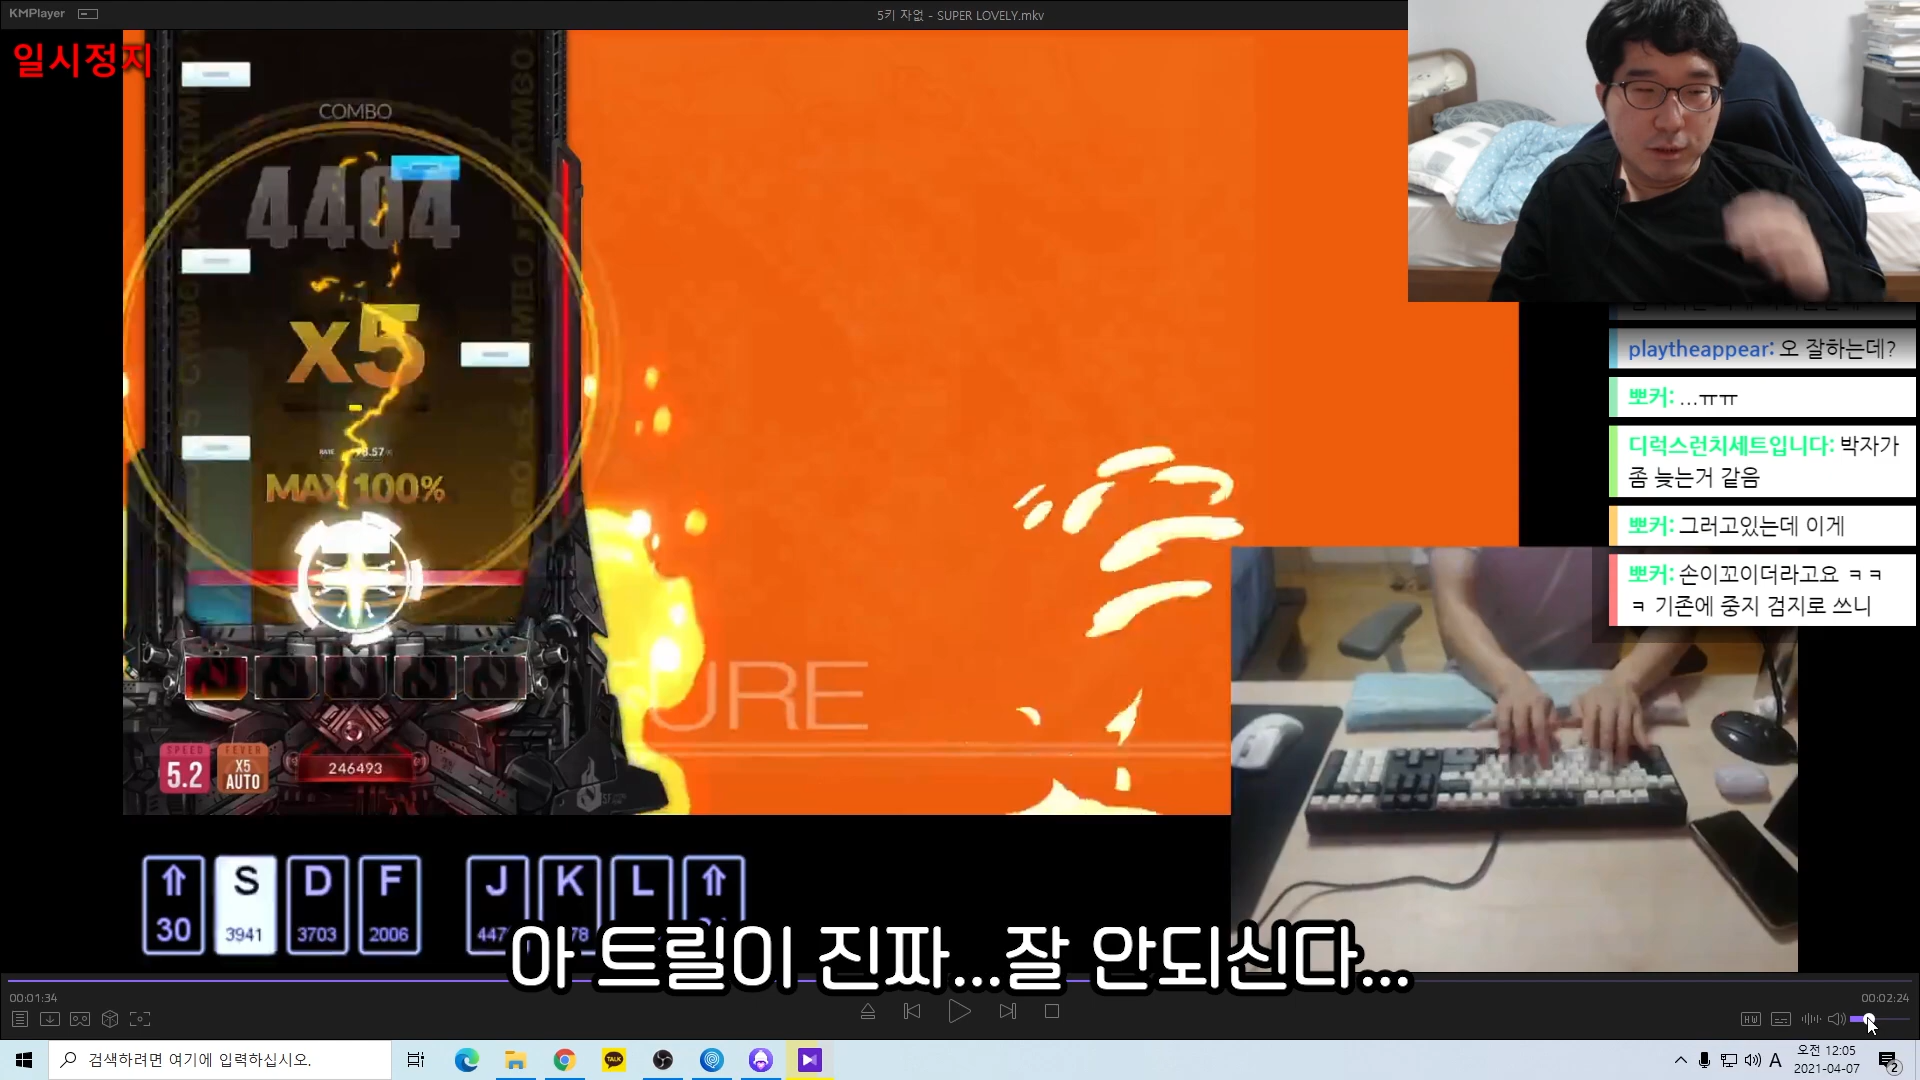 KMPlayer
5키 자없 - SUPER LOVELY.mkv
일시정지
COMBO
4404
x5
RATE
MAX 100%
SPEED
5.2
FEVER
X5
AUTO
246493
URE
playtheappear: 오 잘하는데?
뽀커: ...ㅠㅠ
디럭스런치세트입니다: 박자가
좀 늦는거 같음
뽀커: 그러고있는데 이게
뽀커: 손이꼬이더라고요 ㅋㅋ
ㅋ 기존에 중지 검지로 쓰니
⇑ S D F J K L ⇑
30 3941 3703 2006
아 트릴이 진짜...잘 안되신다...
00:01:34
00:02:24
HW
검색하려면 여기에 입력하십시오.
TALK
A
오전 12:05
2021-04-07
2